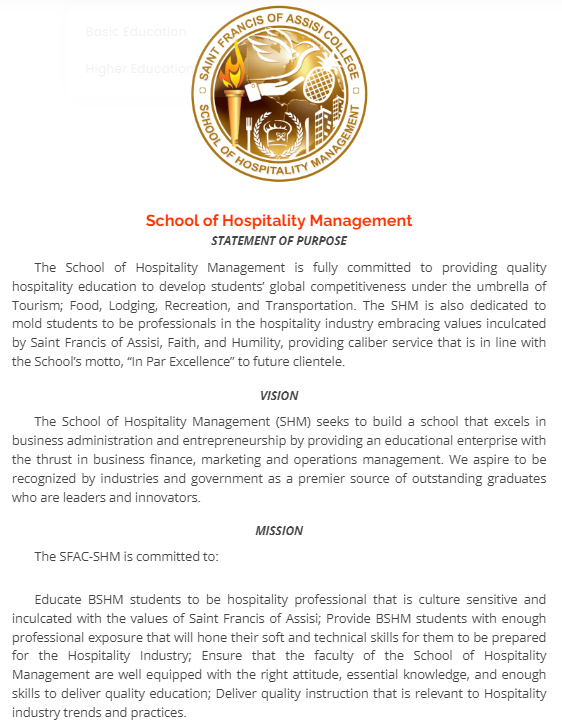 Basic Education
Higher Education
SAINT FRANCIS OF ASSISI COLLEGE
SCHOOL OF HOSPITALITY MANAGEMENT
School of Hospitality Management
STATEMENT OF PURPOSE
The School of Hospitality Management is fully committed to providing quality
hospitality education to develop students’ global competitiveness under the umbrella of
Tourism; Food, Lodging, Recreation, and Transportation. The SHM is also dedicated to
mold students to be professionals in the hospitality industry embracing values inculcated
by Saint Francis of Assisi, Faith, and Humility, providing caliber service that is in line with
the School’s motto, “In Par Excellence” to future clientele.
VISION
The School of Hospitality Management (SHM) seeks to build a school that excels in
business administration and entrepreneurship by providing an educational enterprise with
the thrust in business finance, marketing and operations management. We aspire to be
recognized by industries and government as a premier source of outstanding graduates
who are leaders and innovators.
MISSION
The SFAC-SHM is committed to:
Educate BSHM students to be hospitality professional that is culture sensitive and
inculcated with the values of Saint Francis of Assisi; Provide BSHM students with enough
professional exposure that will hone their soft and technical skills for them to be prepared
for the Hospitality Industry; Ensure that the faculty of the School of Hospitality
Management are well equipped with the right attitude, essential knowledge, and enough
skills to deliver quality education; Deliver quality instruction that is relevant to Hospitality
industry trends and practices.